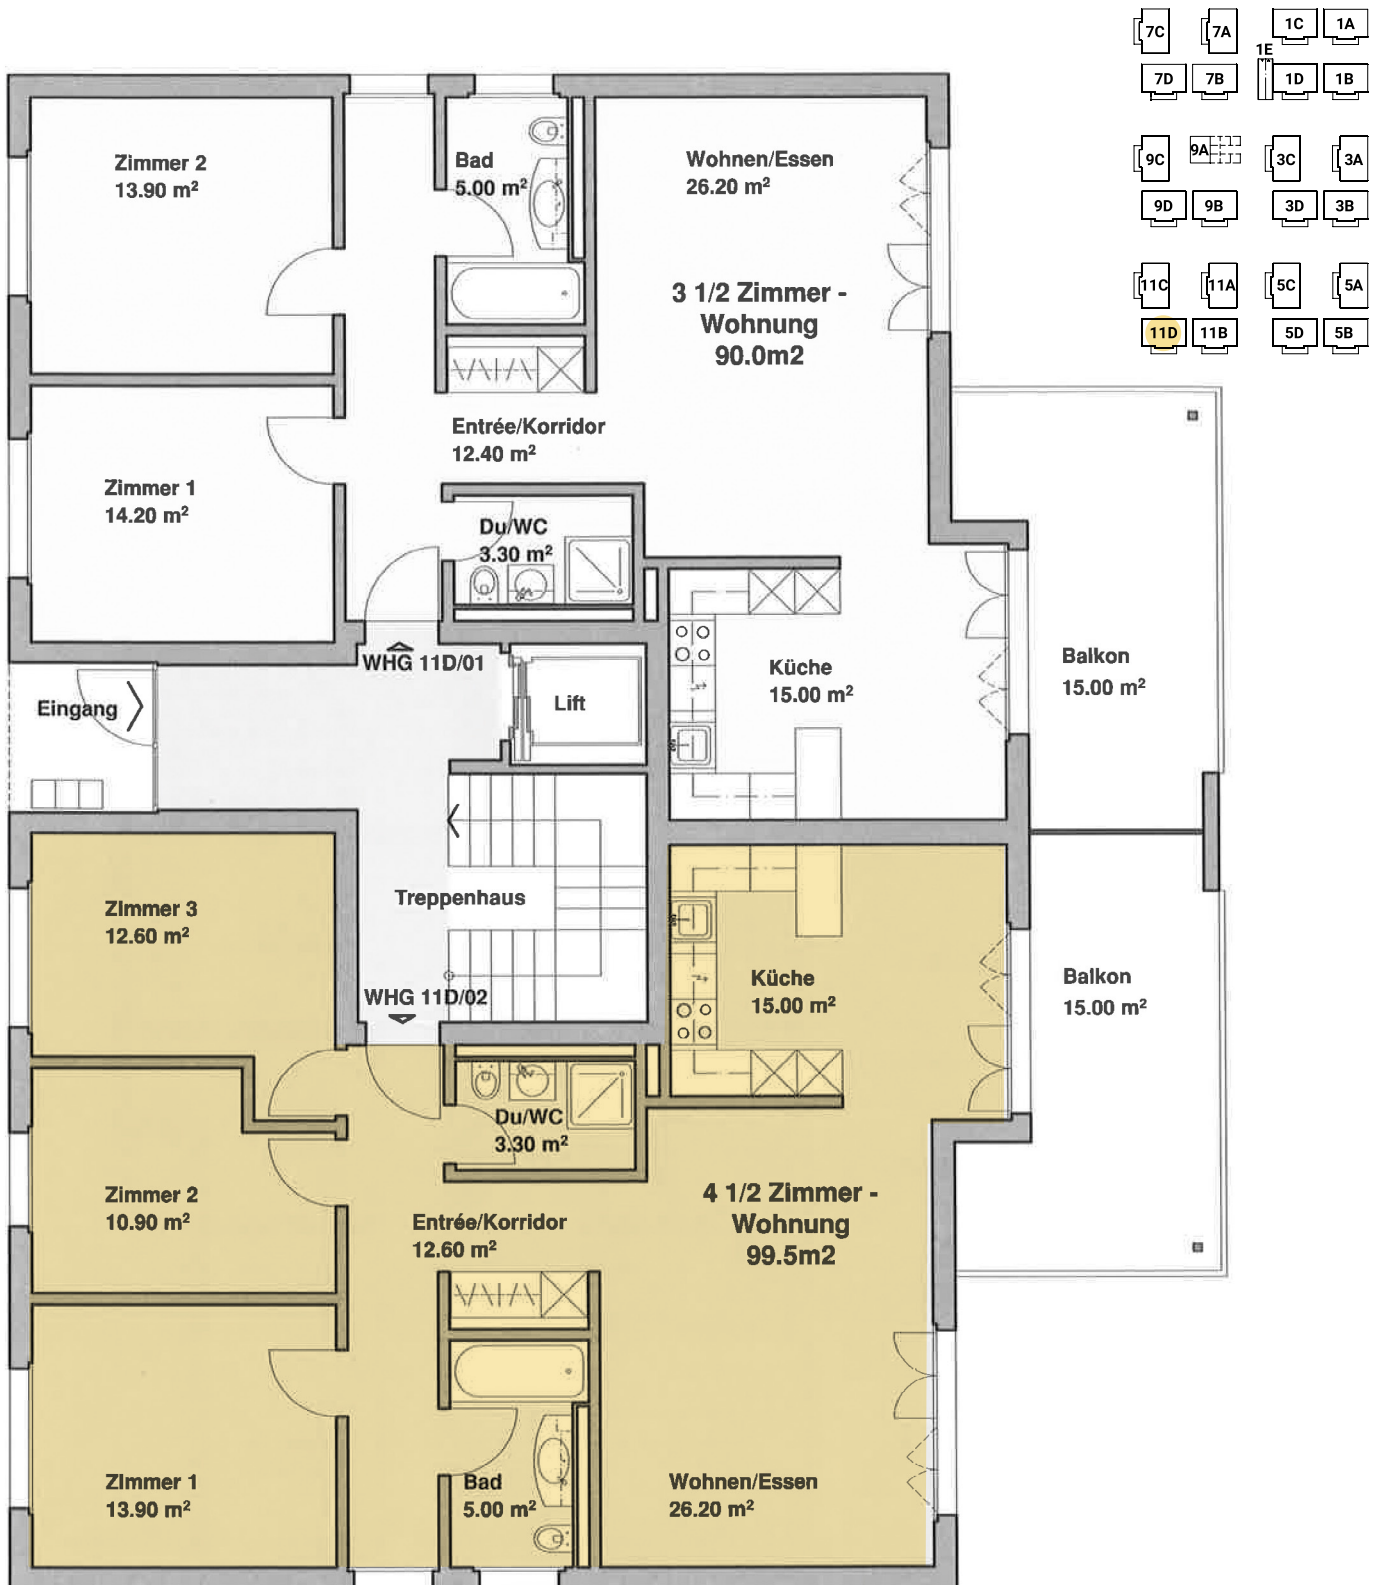 7C
7A
1C
1A
1E
7D
7B
1D
1B
9C
9A
3C
3A
9D
9B
3D
3B
11C
11A
5C
5A
11D
11B
5D
5B
Zimmer 2
13.90 m²
Bad
5.00 m²
Wohnen/Essen
26.20 m²
3 1/2 Zimmer -
Wohnung
90.0m2
Entrée/Korridor
12.40 m²
Zimmer 1
14.20 m²
Du/WC
3.30 m²
WHG 11D/01
Eingang
Lift
Küche
15.00 m²
Balkon
15.00 m²
Treppenhaus
Zimmer 3
12.60 m²
WHG 11D/02
Küche
15.00 m²
Balkon
15.00 m²
Du/WC
3.30 m²
Zimmer 2
10.90 m²
Entrée/Korridor
12.60 m²
4 1/2 Zimmer -
Wohnung
99.5m2
Zimmer 1
13.90 m²
Bad
5.00 m²
Wohnen/Essen
26.20 m²